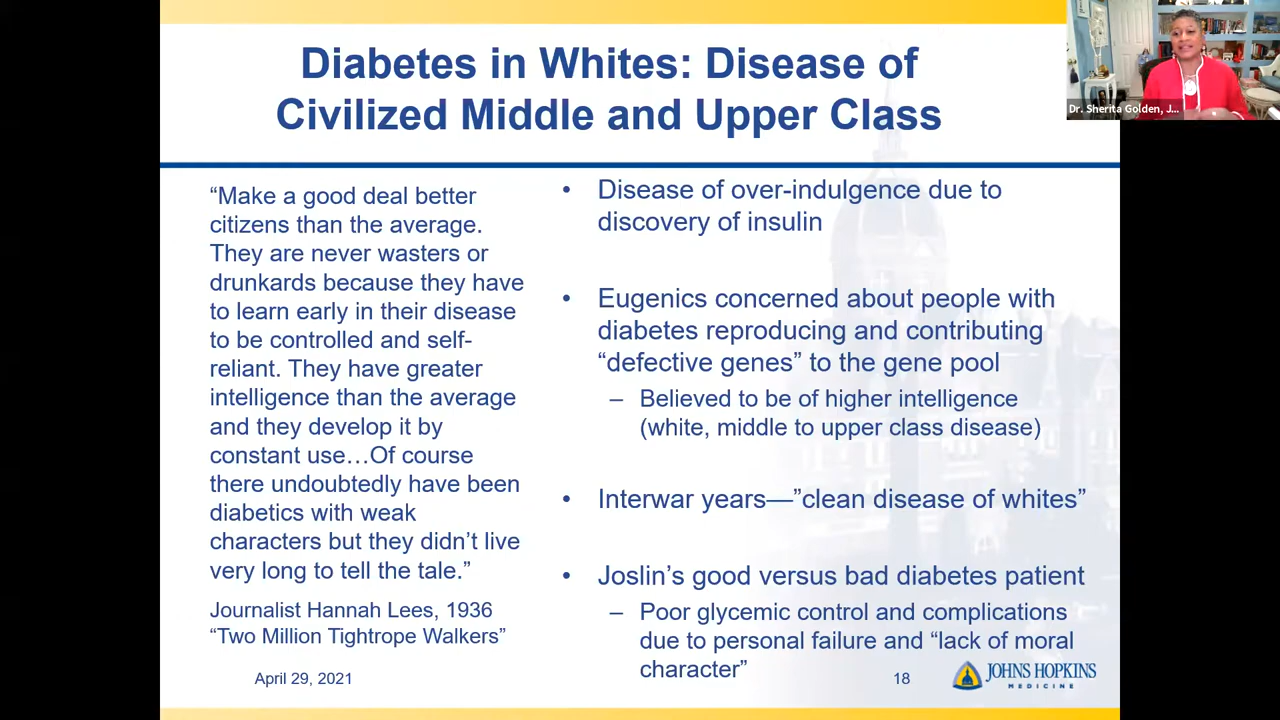 Diabetes in Whites: Disease of
Civilized Middle and Upper Class
Dr. Sherita Golden, J...
“Make a good deal better
citizens than the average.
They are never wasters or
drunkards because they have
to learn early in their disease
to be controlled and self-
reliant. They have greater
intelligence than the average
and they develop it by
constant use…Of course
there undoubtedly have been
diabetics with weak
characters but they didn’t live
very long to tell the tale.”
Journalist Hannah Lees, 1936
“Two Million Tightrope Walkers”
• Disease of over-indulgence due to
discovery of insulin
• Eugenics concerned about people with
diabetes reproducing and contributing
“defective genes” to the gene pool
– Believed to be of higher intelligence
(white, middle to upper class disease)
• Interwar years—”clean disease of whites”
• Joslin’s good versus bad diabetes patient
– Poor glycemic control and complications
due to personal failure and “lack of moral
character”
April 29, 2021
18
JOHNS HOPKINS
MEDICINE